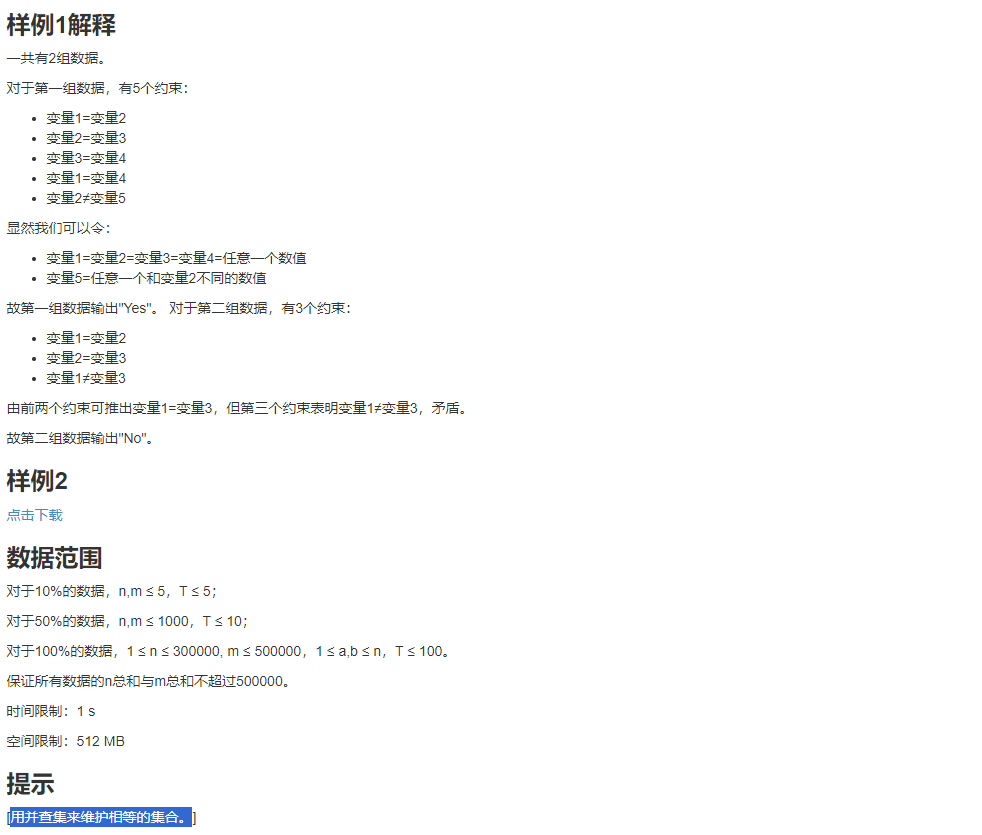 样例1解释
一共有2组数据。
对于第一组数据，有5个约束：
变量1=变量2
变量2=变量3
变量3=变量4
变量1=变量4
变量2≠变量5
显然我们可以令：
变量1=变量2=变量3=变量4=任意一个数值
变量5=任意一个和变量2不同的数值
故第一组数据输出"Yes"。 对于第二组数据，有3个约束：
变量1=变量2
变量2=变量3
变量1≠变量3
由前两个约束可推出变量1=变量3，但第三个约束表明变量1≠变量3，矛盾。
故第二组数据输出"No"。
样例2
点击下载
数据范围
对于10%的数据，n,m ≤ 5，T ≤ 5；
对于50%的数据，n,m ≤ 1000，T ≤ 10；
对于100%的数据，1 ≤ n ≤ 300000, m ≤ 500000，1 ≤ a,b ≤ n，T ≤ 100。
保证所有数据的n总和与m总和不超过500000。
时间限制：1 s
空间限制：512 MB
提示
[用并查集来维护相等的集合。]